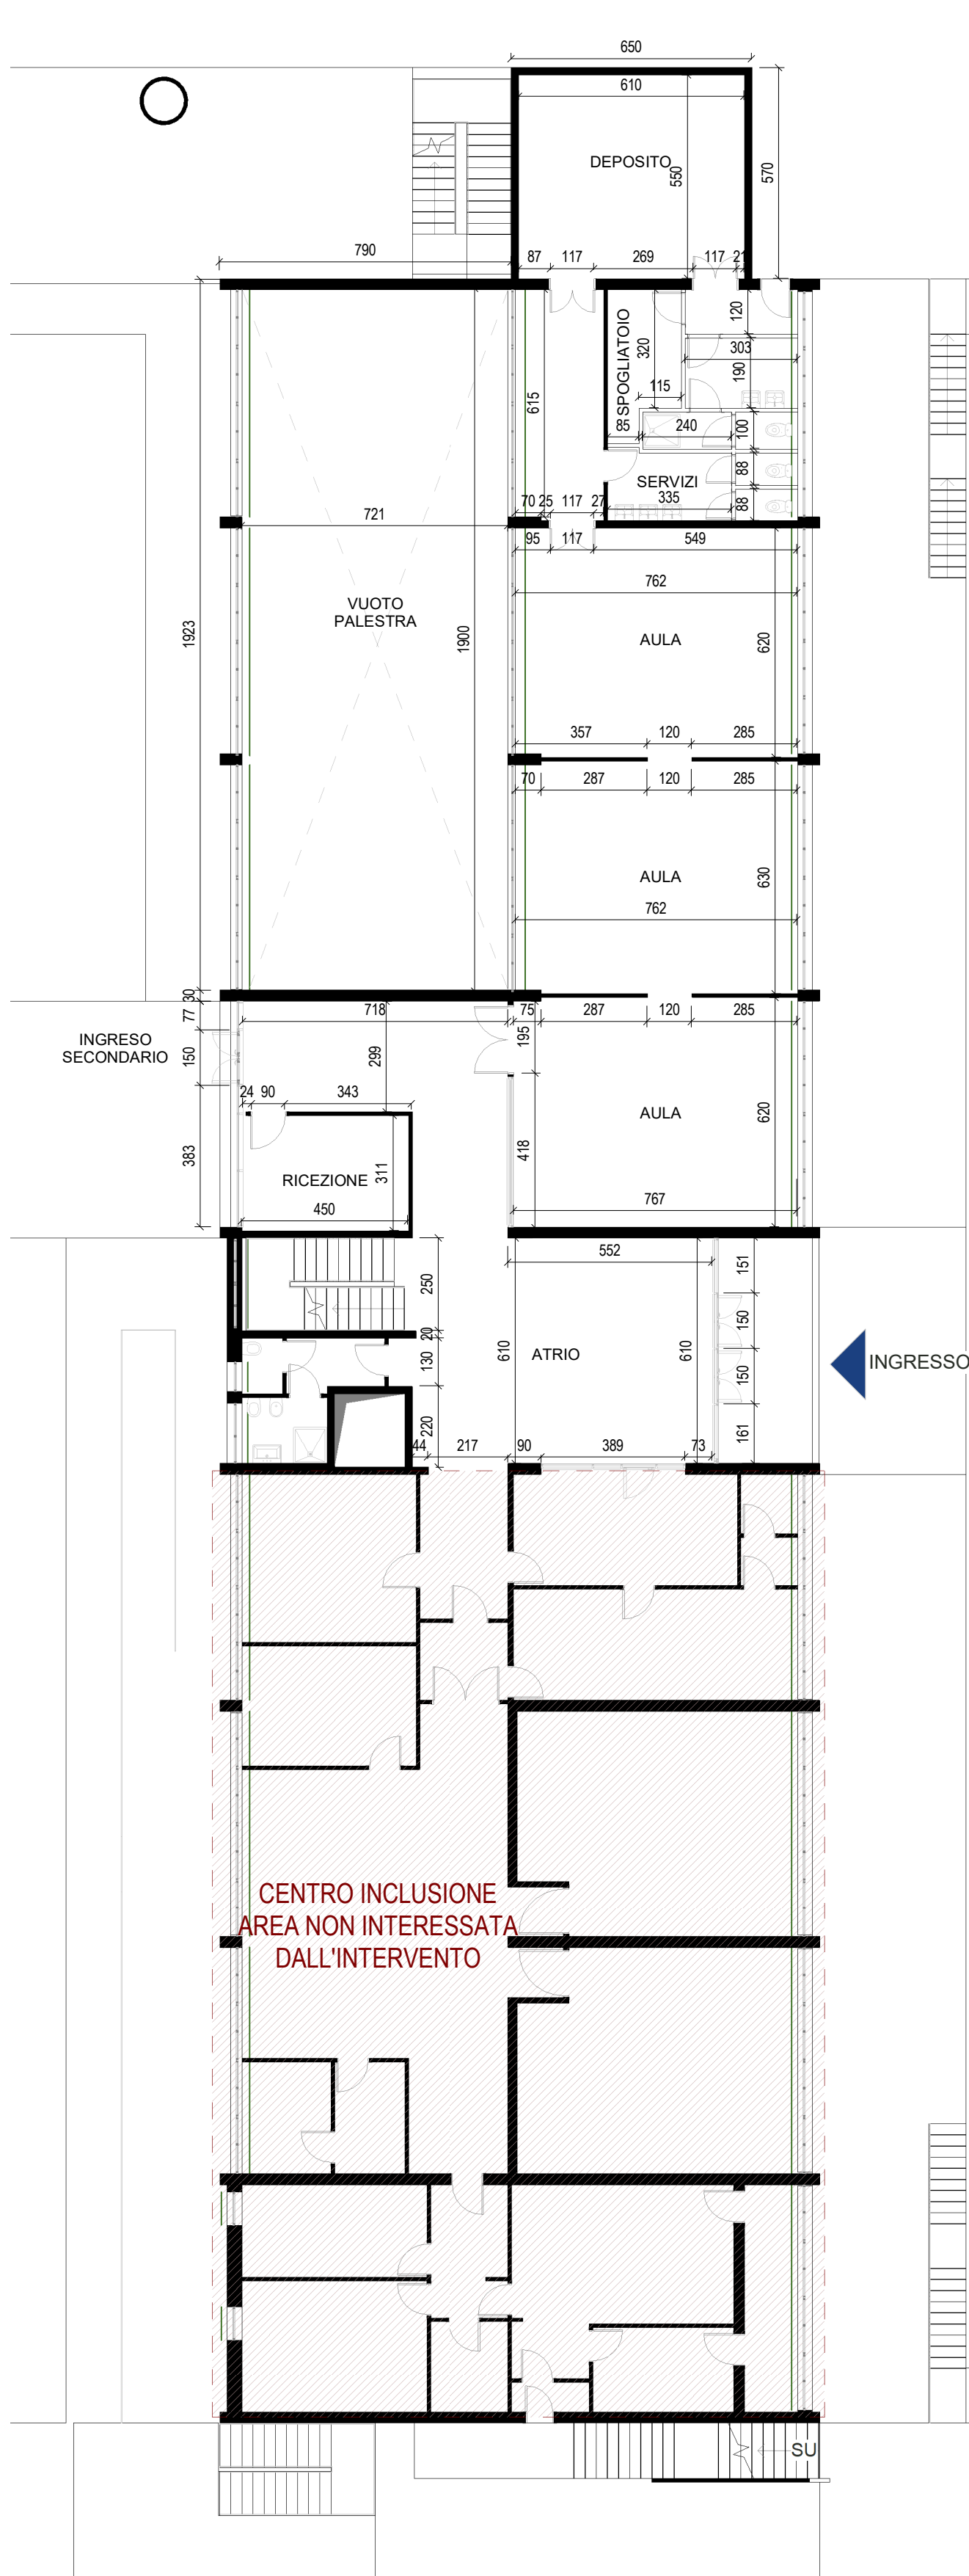 650
610
DEPOSITO
550
570
790
87 117 269 117 21
120
SPOGLIATOIO
320
303
190
115
615
85 240 100
SERVIZI
88
335
88
70 25 117 27
721
95 117 549
762
VUOTO
PALESTRA
1923
1900
AULA
620
357 120 285
70 287 120 285
AULA
630
762
30
77
718
75 287 120 285
195
INGRESO
SECONDARIO
150
299
24 90 343
AULA
620
383
418
RICEZIONE
311
450
767
552
250
151
20
150
610
ATRIO
610
130
150
INGRESSO
220
161
44 217 90 389 73
CENTRO INCLUSIONE
AREA NON INTERESSATA
DALL'INTERVENTO
SU